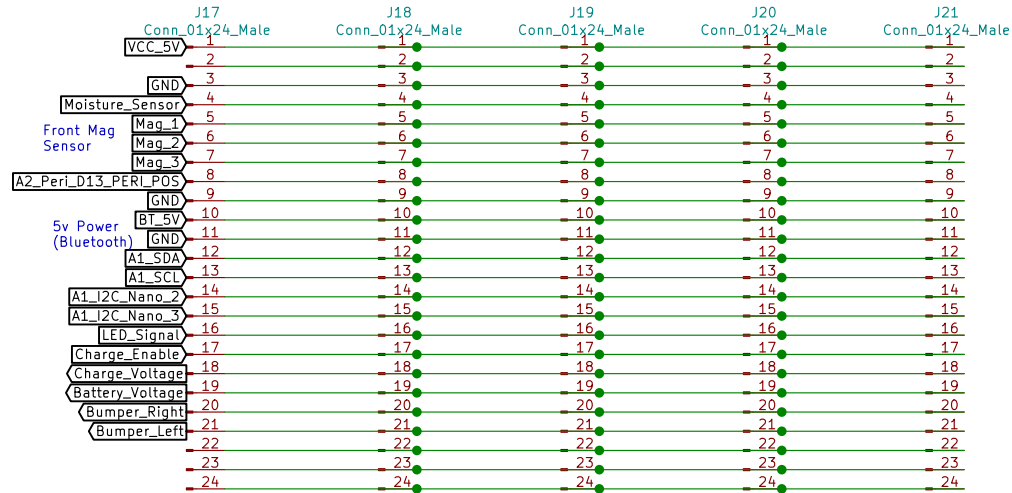 J17 J18 J19 J20 J21
Conn_01x24_Male Conn_01x24_Male Conn_01x24_Male Conn_01x24_Male Conn_01x24_Male
VCC_5V 1 1 1 1 1
2 2 2 2 2
GND 3 3 3 3 3
Moisture_Sensor 4 4 4 4 4
Front Mag
Sensor
Mag_1 5 5 5 5 5
Mag_2 6 6 6 6 6
Mag_3 7 7 7 7 7
A2_Peri_D13_PERI_POS 8 8 8 8 8
GND 9 9 9 9 9
5v Power
(Bluetooth)
BT_5V 10 10 10 10 10
GND 11 11 11 11 11
A1_SDA 12 12 12 12 12
A1_SCL 13 13 13 13 13
A1_I2C_Nano_2 14 14 14 14 14
A1_I2C_Nano_3 15 15 15 15 15
LED_Signal 16 16 16 16 16
Charge_Enable 17 17 17 17 17
Charge_Voltage 18 18 18 18 18
Battery_Voltage 19 19 19 19 19
Bumper_Right 20 20 20 20 20
Bumper_Left 21 21 21 21 21
22 22 22 22 22
23 23 23 23 23
24 24 24 24 24